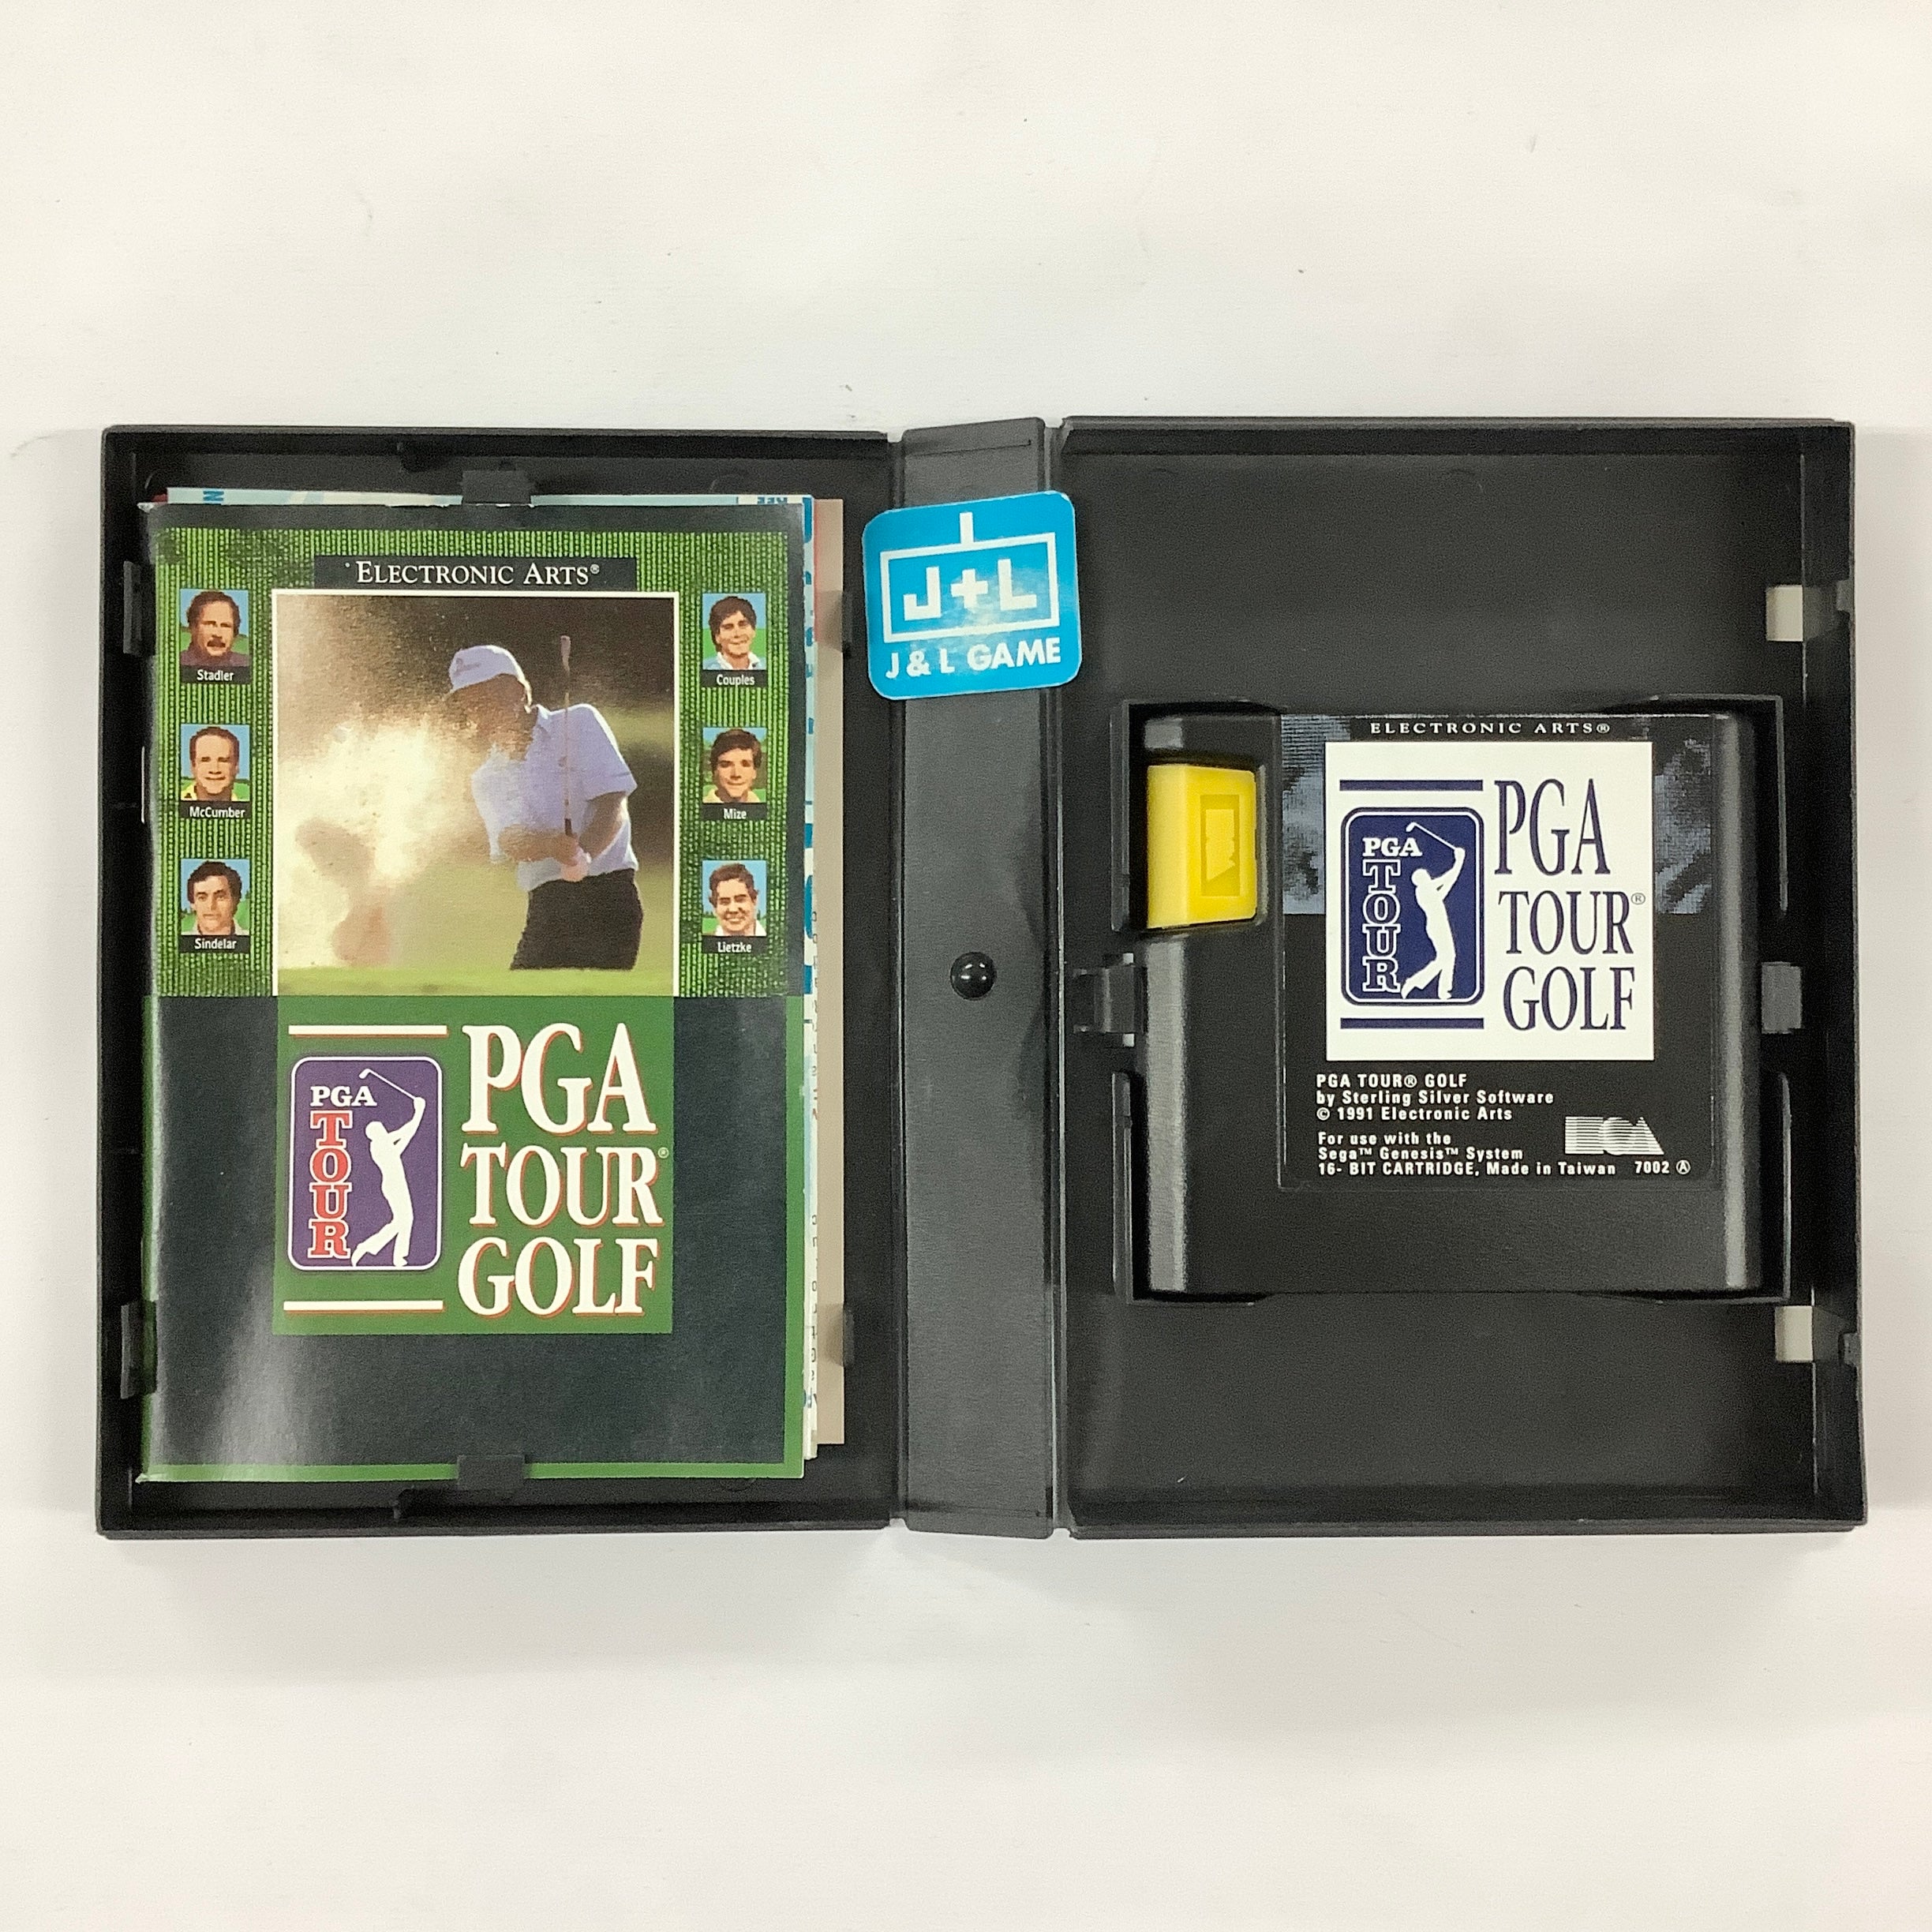 ELECTRONIC ARTS®
Stadler
Couples
McCumber
Mize
Sindelar
Lietzke
PGA
TOUR
PGA
TOUR®
GOLF
J+L
J & L GAME
ELECTRONIC ARTS®
PGA
TOUR
PGA
TOUR®
GOLF
PGA TOUR® GOLF
by Sterling Silver Software
© 1991 Electronic Arts
For use with the
Sega™ Genesis™ System
16- BIT CARTRIDGE, Made in Taiwan 7002 Ⓐ